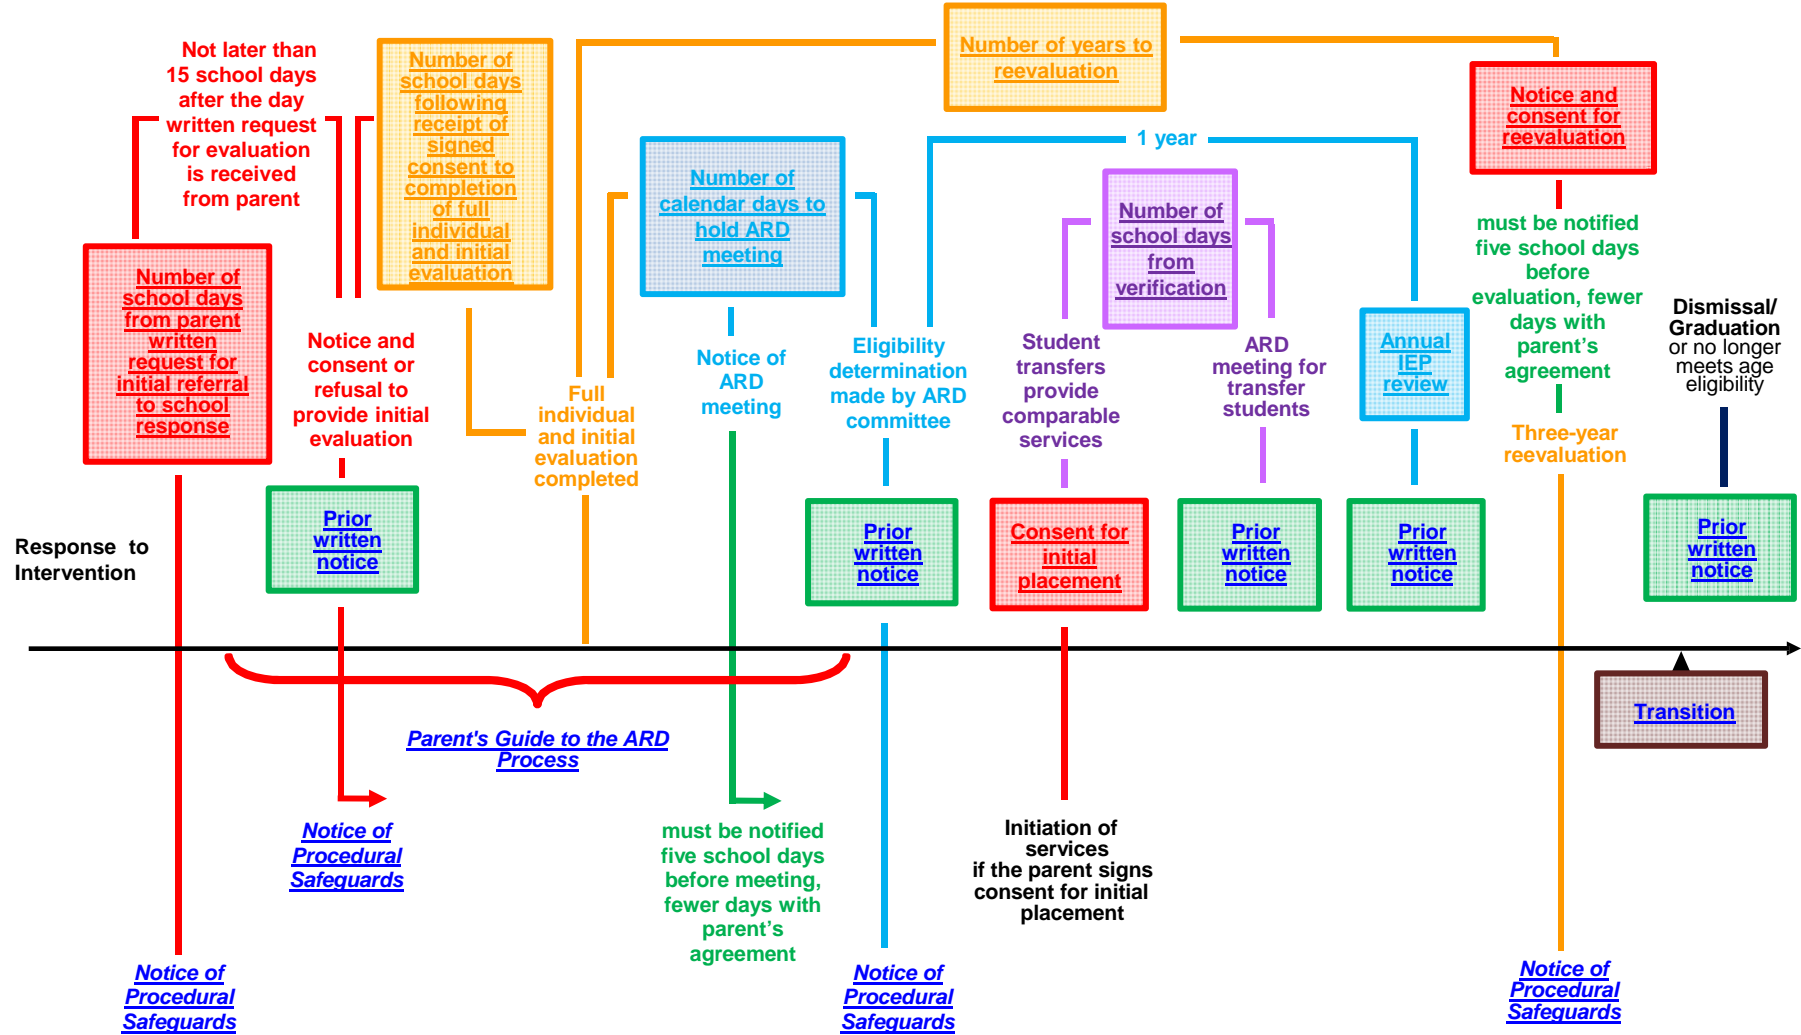 Not later than
15 school days
after the day
written request
for evaluation
is received
from parent
Number of
school days
from parent
written
request for
initial referral
to school
response
Number of
school days
following
receipt of
signed
consent to
completion
of full
individual
and initial
evaluation
Notice and
consent or
refusal to
provide initial
evaluation
Prior
written
notice
Response to
Intervention
Full
individual
and initial
evaluation
completed
Number of years to
reevaluation
Number of
calendar days to
hold ARD
meeting
Notice of
ARD
meeting
1 year
Eligibility
determination
made by ARD
committee
Prior
written
notice
Number of
school days
from
verification
Student
transfers
provide
comparable
services
Consent for
initial
placement
ARD
meeting for
transfer
students
Prior
written
notice
Annual
IEP
review
Prior
written
notice
Notice and
consent for
reevaluation
must be notified
five school days
before
evaluation, fewer
days with
parent's
agreement
Three-year
reevaluation
Dismissal/
Graduation
or no longer
meets age
eligibility
Prior
written
notice
Transition
Parent's Guide to the ARD
Process
Notice of
Procedural
Safeguards
Notice of
Procedural
Safeguards
must be notified
five school days
before meeting,
fewer days with
parent's
agreement
Notice of
Procedural
Safeguards
Initiation of
services
if the parent signs
consent for initial
placement
Notice of
Procedural
Safeguards